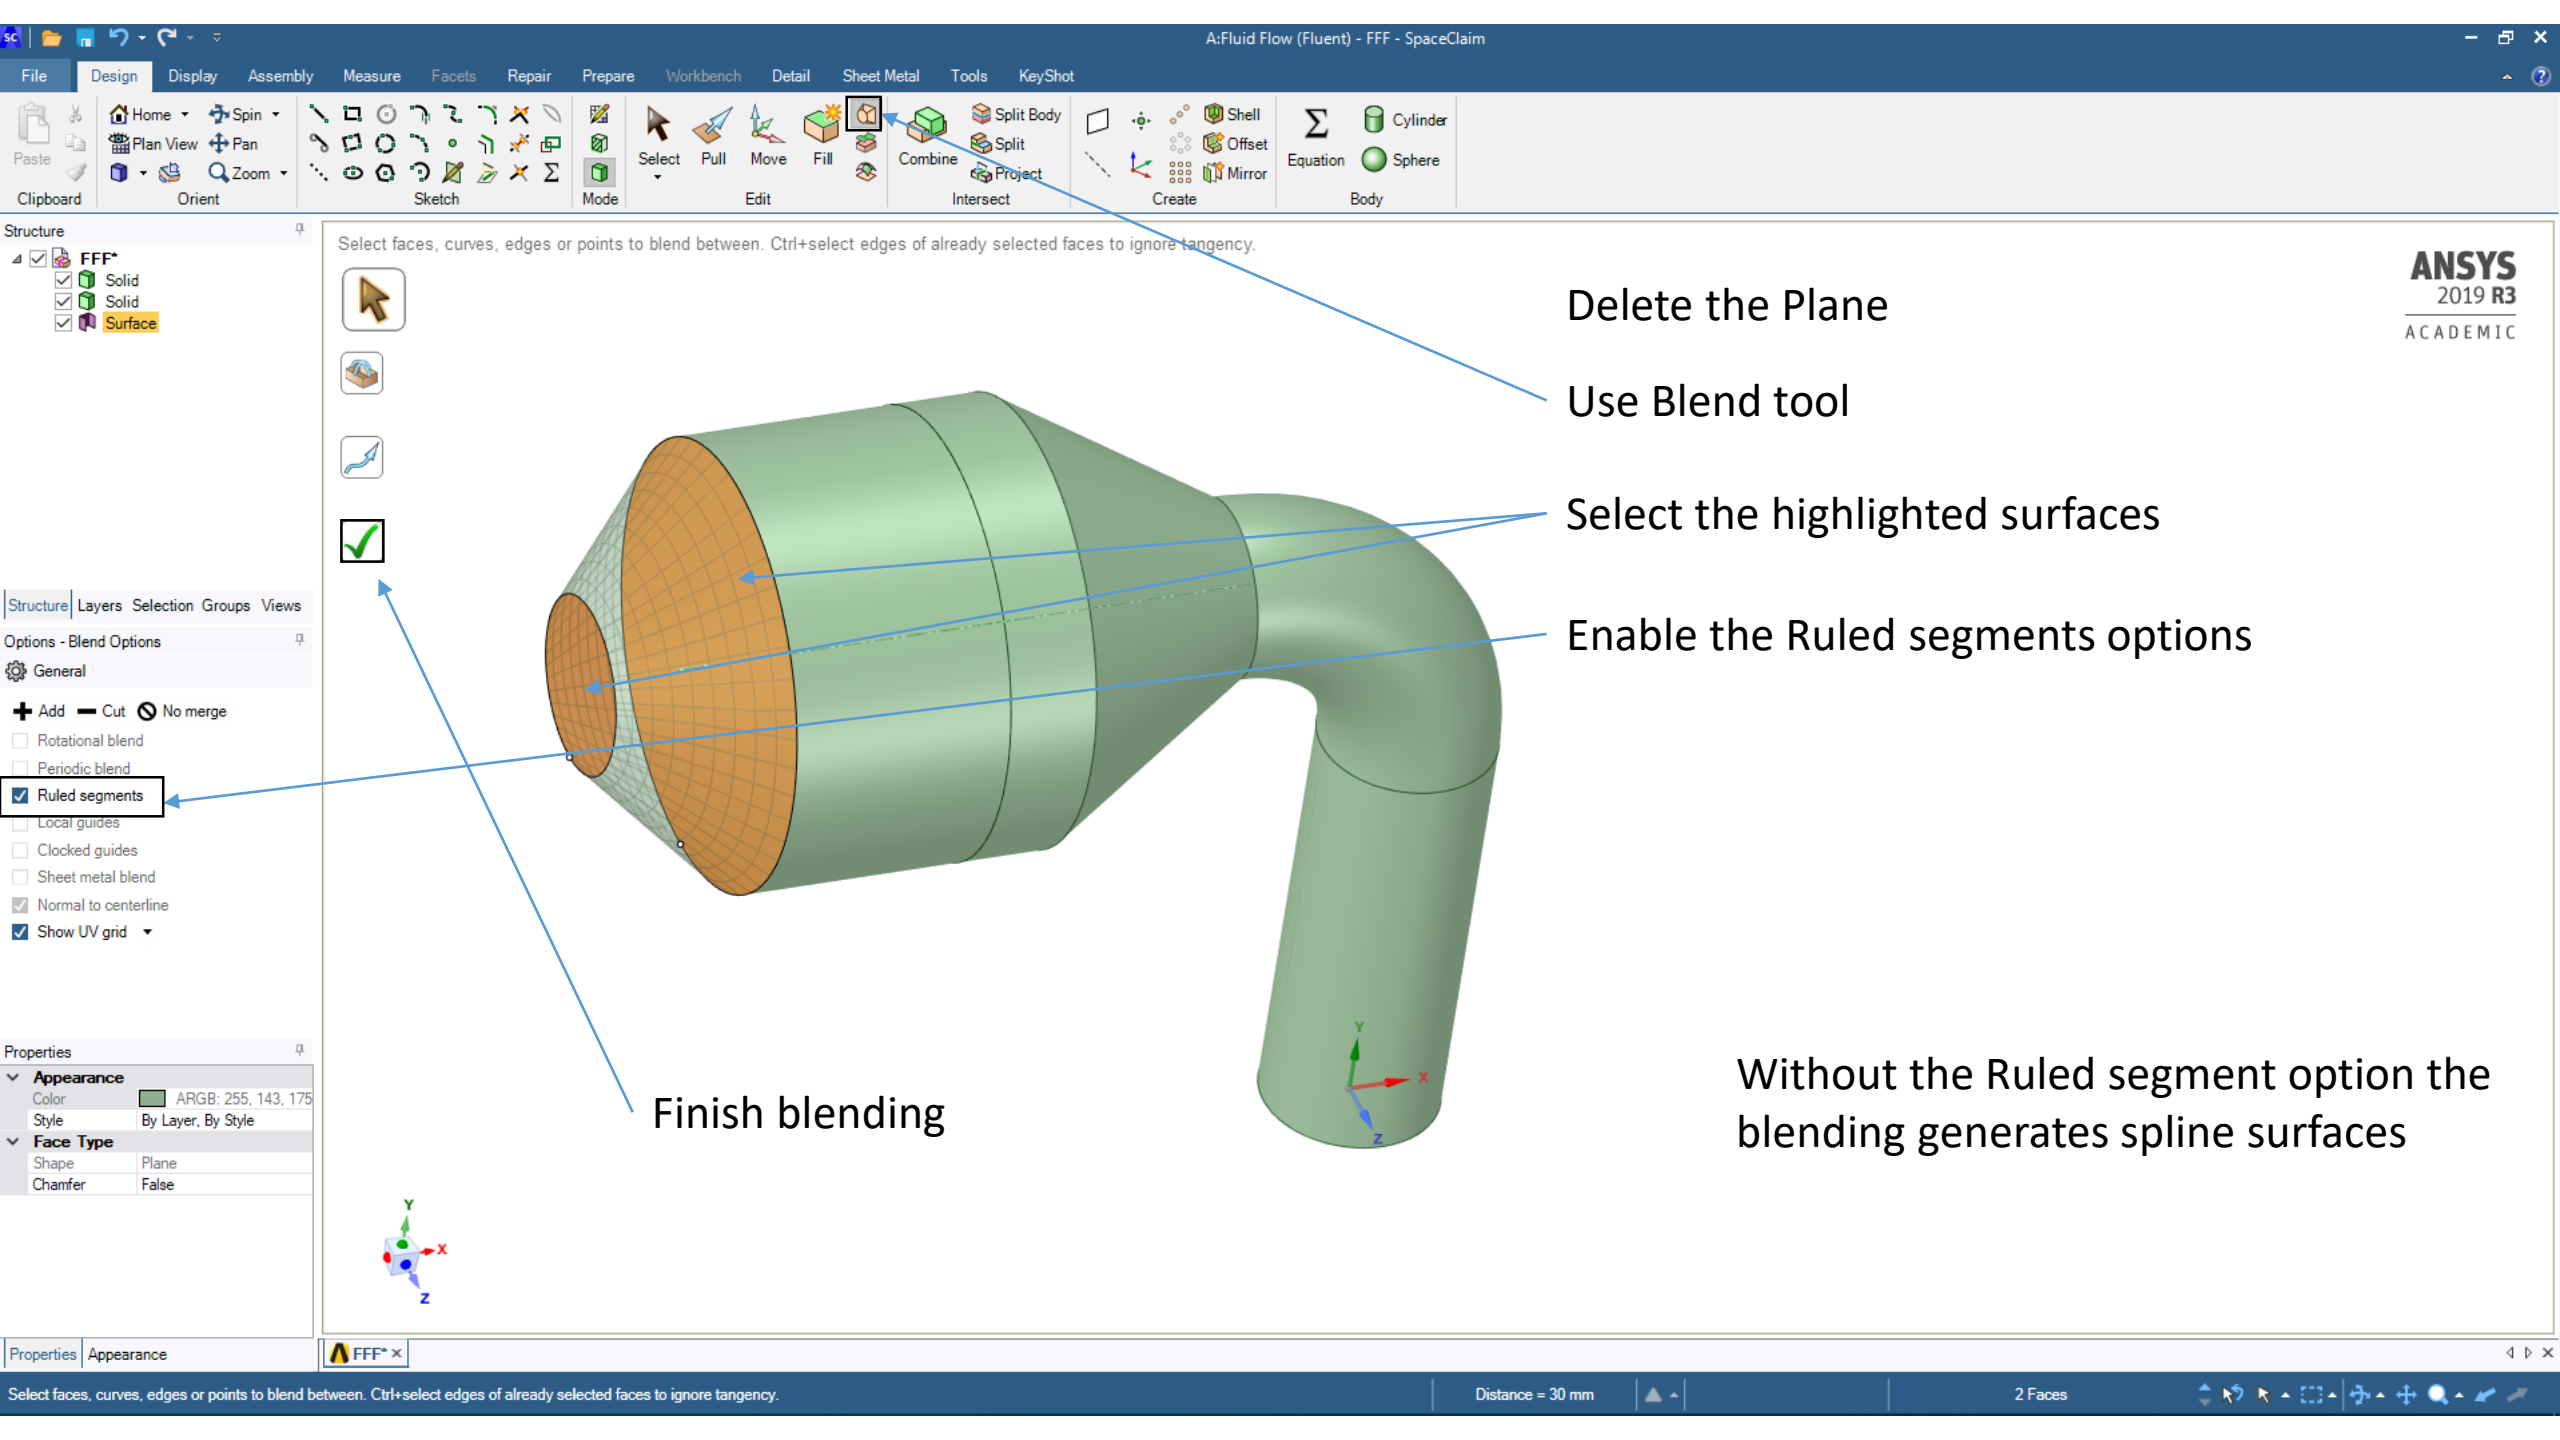 A:Fluid Flow (Fluent) - FFF - SpaceClaim
File Design Display Assembly Measure Facets Repair Prepare Workbench Detail Sheet Metal Tools KeyShot
Home Spin Split Body Shell Cylinder
Plan View Pan Split Offset
Paste Zoom Select Pull Move Fill Combine Project Mirror Equation Sphere
Clipboard Orient Sketch Mode Edit Intersect Create Body
Structure
FFF*
Solid
Solid
Surface
Select faces, curves, edges or points to blend between. Ctrl+select edges of already selected faces to ignore tangency.
ANSYS
2019 R3
ACADEMIC
Delete the Plane
Use Blend tool
Select the highlighted surfaces
Enable the Ruled segments options
Structure Layers Selection Groups Views
Options - Blend Options
General
Add Cut No merge
Rotational blend
Periodic blend
Ruled segments
Local guides
Clocked guides
Sheet metal blend
Normal to centerline
Show UV grid
Properties
Appearance
Color ARGB: 255, 143, 175
Style By Layer, By Style
Face Type
Shape Plane
Chamfer False
Finish blending
Without the Ruled segment option the
blending generates spline surfaces
Y
X
Z
Y
X
Z
Properties Appearance
FFF*
Select faces, curves, edges or points to blend between. Ctrl+select edges of already selected faces to ignore tangency.
Distance = 30 mm
2 Faces